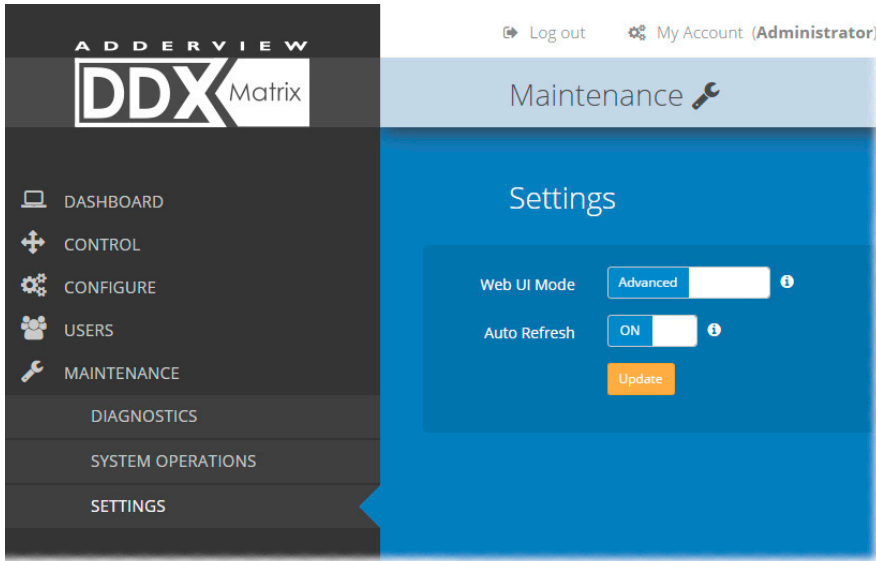 ADDERVIEW
DDX Matrix
Log out
My Account (Administrator)
Maintenance
DASHBOARD
CONTROL
CONFIGURE
USERS
MAINTENANCE
DIAGNOSTICS
SYSTEM OPERATIONS
SETTINGS
Settings
Web UI Mode Advanced
Auto Refresh ON
Update